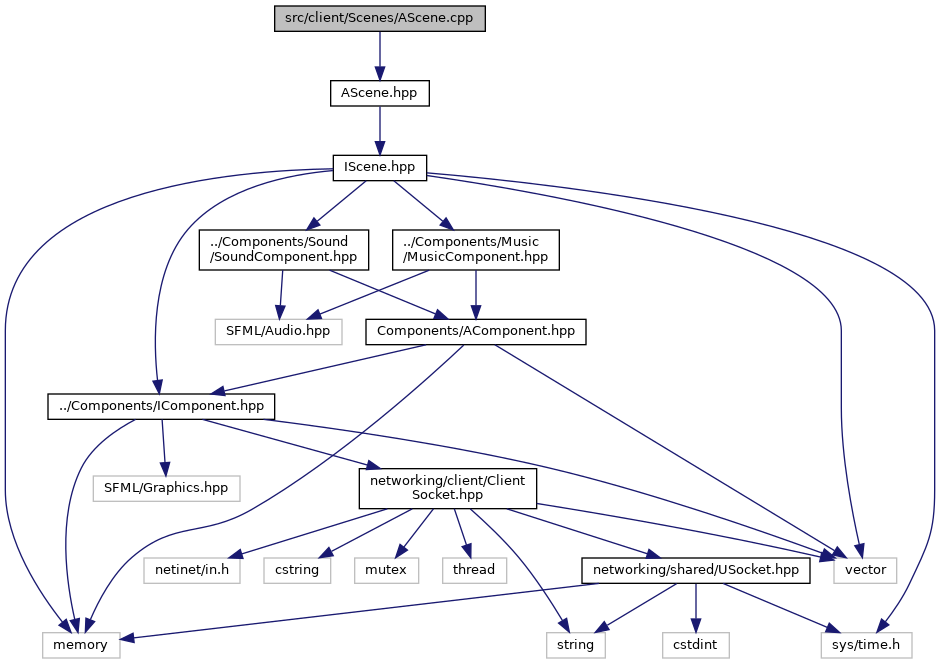 src/client/Scenes/AScene.cpp
AScene.hpp
IScene.hpp
../Components/Sound
/SoundComponent.hpp
../Components/Music
/MusicComponent.hpp
SFML/Audio.hpp
Components/AComponent.hpp
../Components/IComponent.hpp
SFML/Graphics.hpp
networking/client/Client
Socket.hpp
netinet/in.h
cstring
mutex
thread
networking/shared/USocket.hpp
vector
memory
string
cstdint
sys/time.h